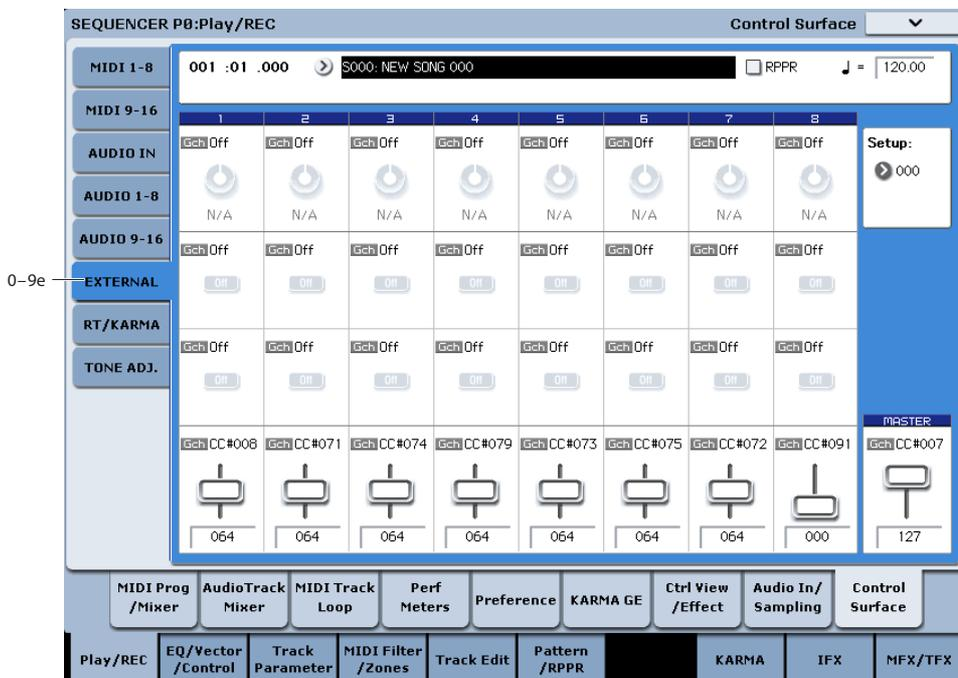 SEQUENCER P0:Play/REC Control Surface
MIDI 1-8
MIDI 9-16
AUDIO IN
AUDIO 1-8
AUDIO 9-16
0–9e
EXTERNAL
RT/KARMA
TONE ADJ.
001 :01 .000 S000: NEW SONG 000 RPPR ♩ = 120.00
1 2 3 4 5 6 7 8
Gch Off Gch Off Gch Off Gch Off Gch Off Gch Off Gch Off Gch Off
N/A N/A N/A N/A N/A N/A N/A N/A
Setup:
000
Gch Off Gch Off Gch Off Gch Off Gch Off Gch Off Gch Off Gch Off
Off Off Off Off Off Off Off Off
Gch Off Gch Off Gch Off Gch Off Gch Off Gch Off Gch Off Gch Off
Off Off Off Off Off Off Off Off
MASTER
Gch CC#008 Gch CC#071 Gch CC#074 Gch CC#079 Gch CC#073 Gch CC#075 Gch CC#072 Gch CC#091 Gch CC#007
064 064 064 064 064 064 064 000 127
MIDI Prog /Mixer
AudioTrack Mixer
MIDI Track Loop
Perf Meters
Preference
KARMA GE
Ctrl View /Effect
Audio In/ Sampling
Control Surface
Play/REC
EQ/Vector /Control
Track Parameter
MIDI Filter /Zones
Track Edit
Pattern /RPPR
KARMA
IFX
MFX/TFX